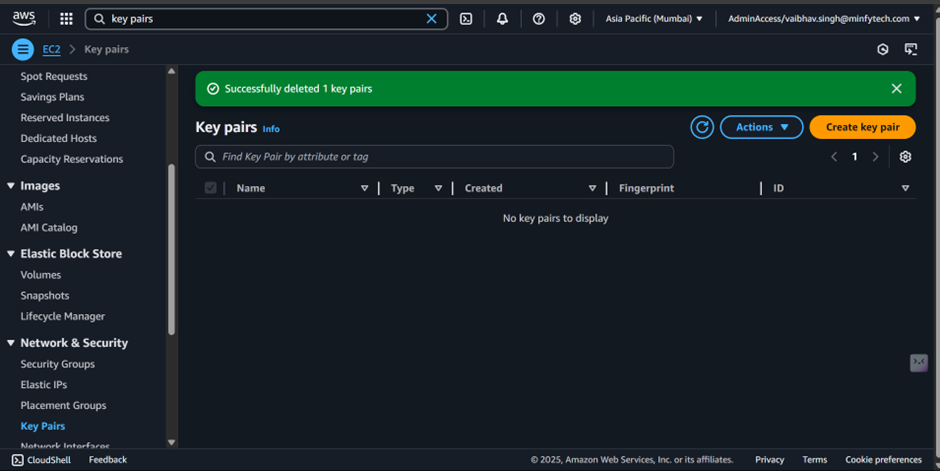 aws
key pairs
Asia Pacific (Mumbai)
AdminAccess/vaibhav.singh@minfytech.com
EC2 > Key pairs
Spot Requests
Savings Plans
Reserved Instances
Dedicated Hosts
Capacity Reservations
Images
AMIs
AMI Catalog
Elastic Block Store
Volumes
Snapshots
Lifecycle Manager
Network & Security
Security Groups
Elastic IPs
Placement Groups
Key Pairs
Network Interfaces
Successfully deleted 1 key pairs
Key pairs Info
Actions
Create key pair
Find Key Pair by attribute or tag
1
Name Type Created Fingerprint ID
No key pairs to display
CloudShell Feedback
© 2025, Amazon Web Services, Inc. or its affiliates. Privacy Terms Cookie preferences